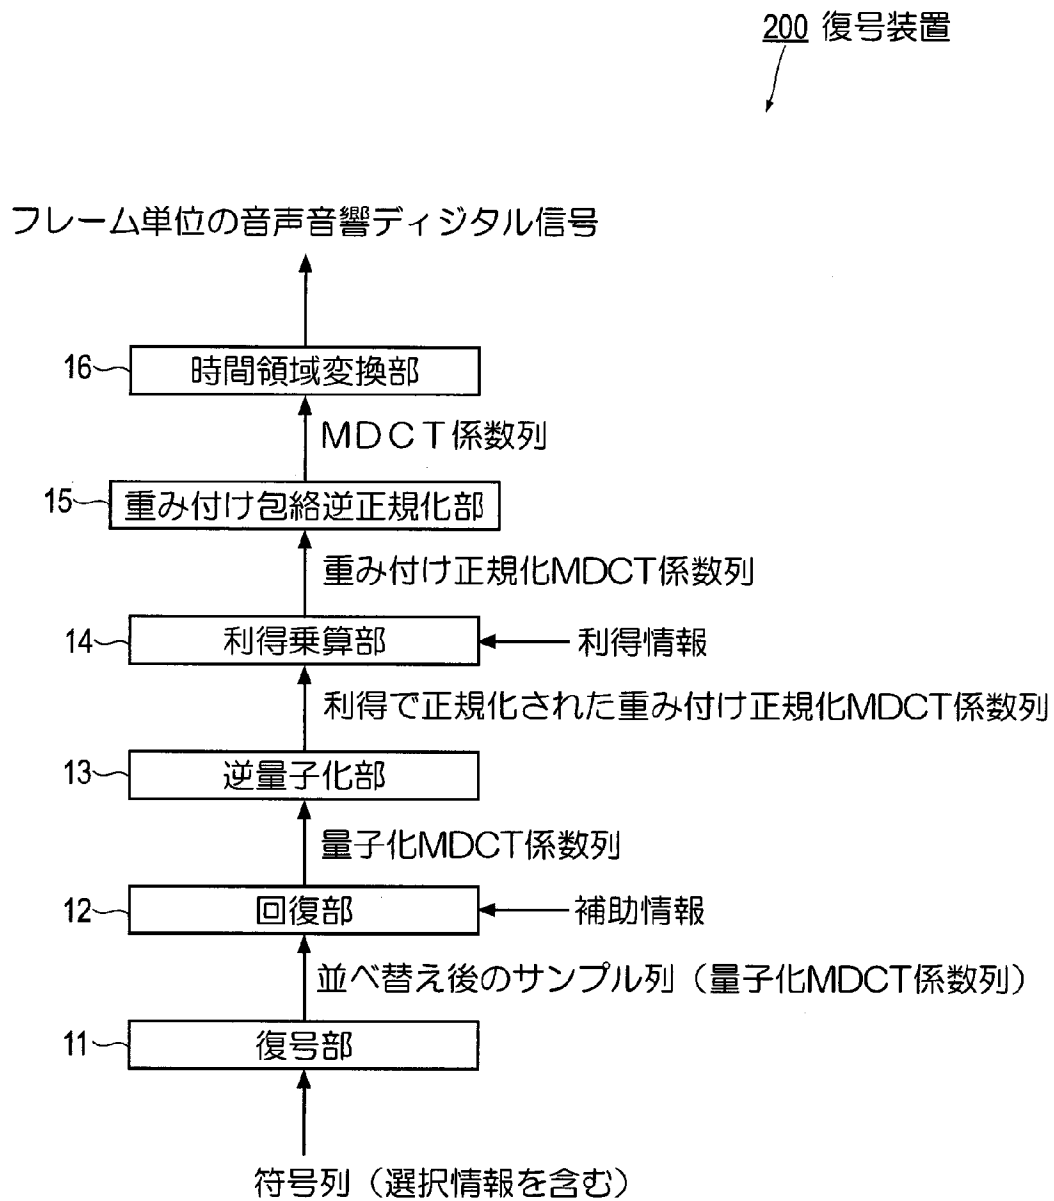 200 復号装置
フレーム単位の音声音響ディジタル信号
16 時間領域変換部
MDCT係数列
15 重み付け包絡逆正規化部
重み付け正規化MDCT係数列
14 利得乗算部 利得情報
利得で正規化された重み付け正規化MDCT係数列
13 逆量子化部
量子化MDCT係数列
12 回復部 補助情報
並べ替え後のサンプル列（量子化MDCT係数列）
11 復号部
符号列（選択情報を含む）